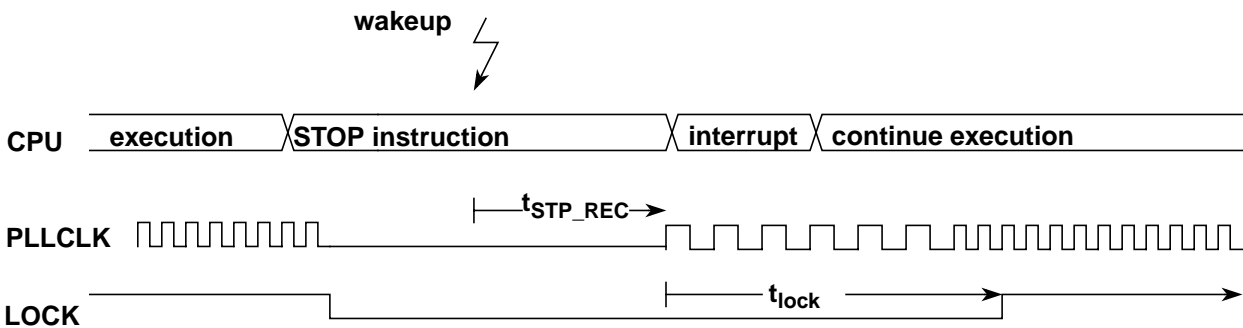 wakeup
CPU execution STOP instruction interrupt continue execution
tSTP_REC
PLLCLK
tlock
LOCK